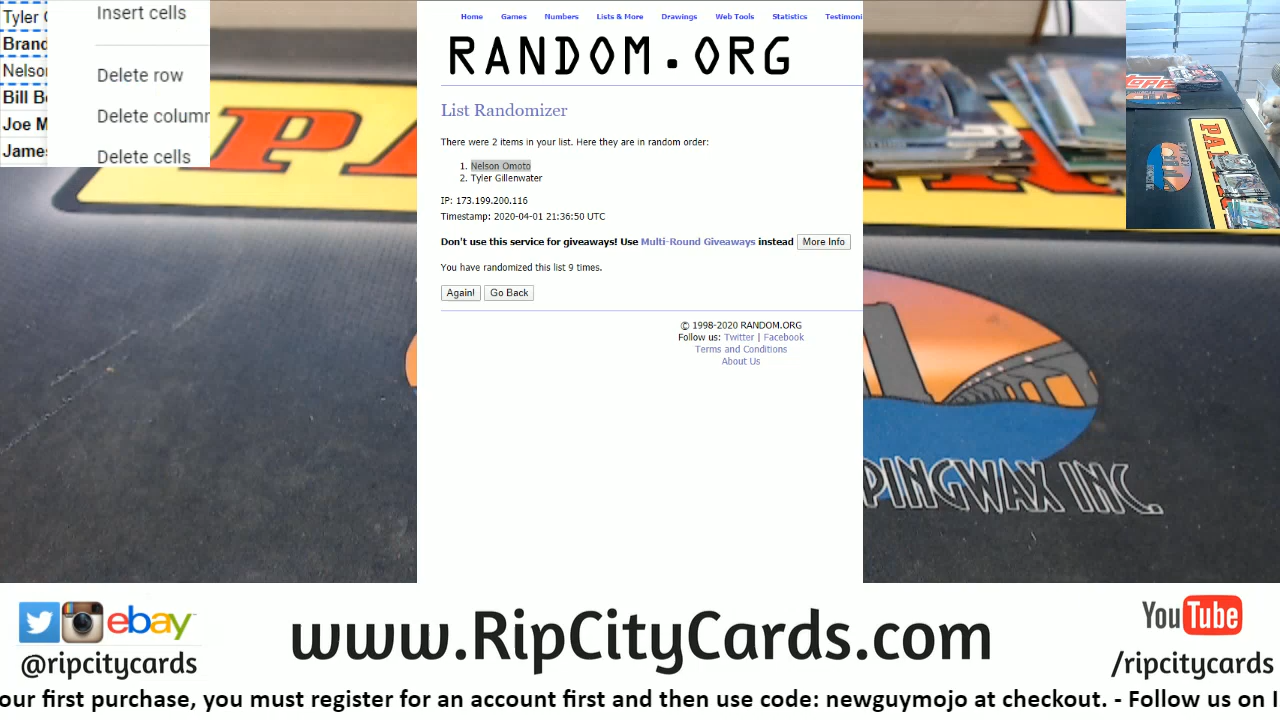 Tyler
Insert cells
Brand
Nelson
Delete row
Bill B
Delete column
Joe M
James
Delete cells
Home Games Numbers Lists & More Drawings Web Tools Statistics Testimoni
RANDOM.ORG
List Randomizer
There were 2 items in your list. Here they are in random order:
1. Nelson Omoto
2. Tyler Gillenwater
IP: 173.199.200.116
Timestamp: 2020-04-01 21:36:50 UTC
Don't use this service for giveaways! Use Multi-Round Giveaways instead More Info
You have randomized this list 9 times.
Again! Go Back
© 1998-2020 RANDOM.ORG
Follow us: Twitter | Facebook
Terms and Conditions
About Us
PINGWAX INC.
ebay
@ripcitycards
www.RipCityCards.com
YouTube
/ripcitycards
our first purchase, you must register for an account first and then use code: newguymojo at checkout. - Follow us on I